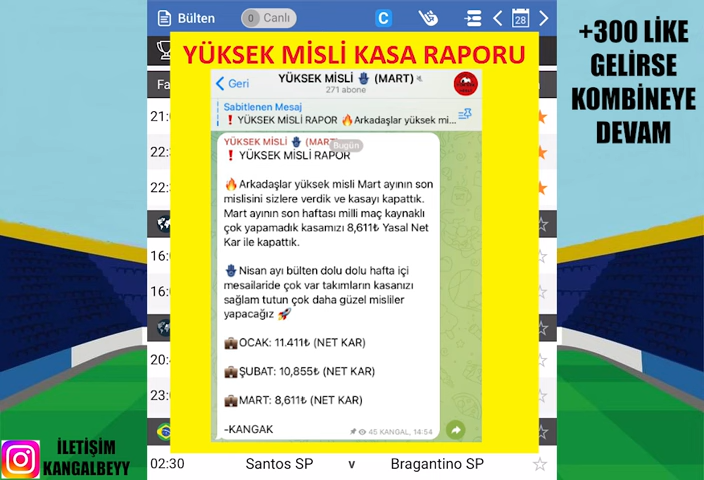 Bülten
0 Canlı
C
28
YÜKSEK MİSLİ KASA RAPORU
Fa
21:0
22:3
22:3
16:0
16:0
20:4
23:0
Geri
YÜKSEK MİSLİ (MART)
271 abone
Sabitlenen Mesaj
❗ YÜKSEK MİSLİ RAPOR 🔥Arkadaşlar yüksek mi...
YÜKSEK MİSLİ (MART)
Bugün
❗ YÜKSEK MİSLİ RAPOR
🔥Arkadaşlar yüksek misli Mart ayının son
mislisini sizlere verdik ve kasayı kapattık.
Mart ayının son haftası milli maç kaynaklı
çok yapamadık kasamızı 8,611₺ Yasal Net
Kar ile kapattık.
Nisan ayı bülten dolu dolu hafta içi
mesailaride çok var takımların kasanızı
sağlam tutun çok daha güzel misliler
yapacağız 🚀
💼OCAK: 11.411₺ (NET KAR)
💼ŞUBAT: 10,855₺ (NET KAR)
💼MART: 8,611₺ (NET KAR)
-KANGAK
45 KANGAL, 14:54
02:30 Santos SP v Bragantino SP
+300 LİKE
GELİRSE
KOMBİNEYE
DEVAM
İLETİŞİM
KANGALBEYY